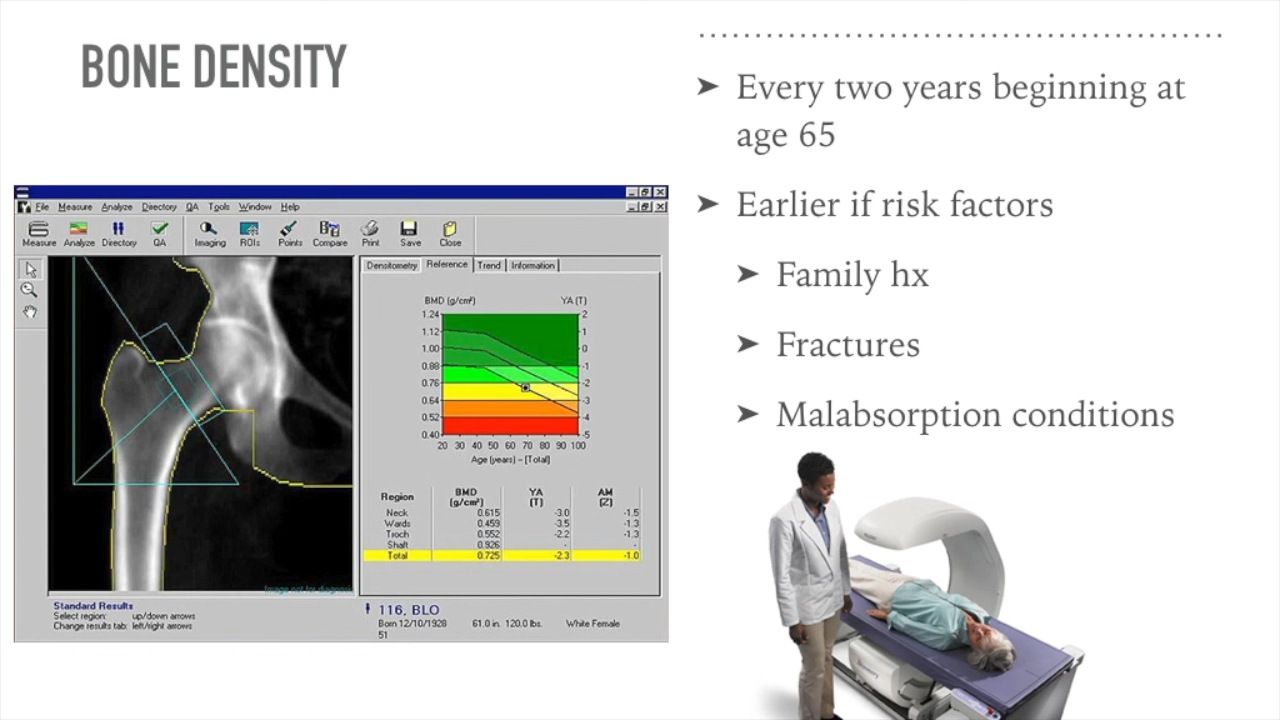 BONE DENSITY
➤ Every two years beginning at
age 65
➤ Earlier if risk factors
➤ Family hx
➤ Fractures
➤ Malabsorption conditions
File Measure Analyze Directory QA Tools Window Help
Measure Analyze Directory QA Imaging ROIs Points Compare Print Save Close
Densitometry Reference Trend Information
BMD (g/cm²) YA (T)
1.24 2
1.12 1
1.00 0
0.88 -1
0.76 -2
0.64 -3
0.52 -4
0.40 -5
20 30 40 50 60 70 80 90 100
Age (years) - [Total]
Region BMD (g/cm²) YA (T) AM (Z)
Neck 0.615 -3.0 -1.5
Wards 0.459 -3.5 -1.3
Troch 0.552 -2.2 -1.3
Shaft 0.926 - -
Total 0.725 -2.3 -1.0
Image not for diagnosis
Standard Results
Select region: up/down arrows
Change results tab: left/right arrows
116, BLO
Born 12/10/1928 61.0 in. 120.0 lbs. White Female
51